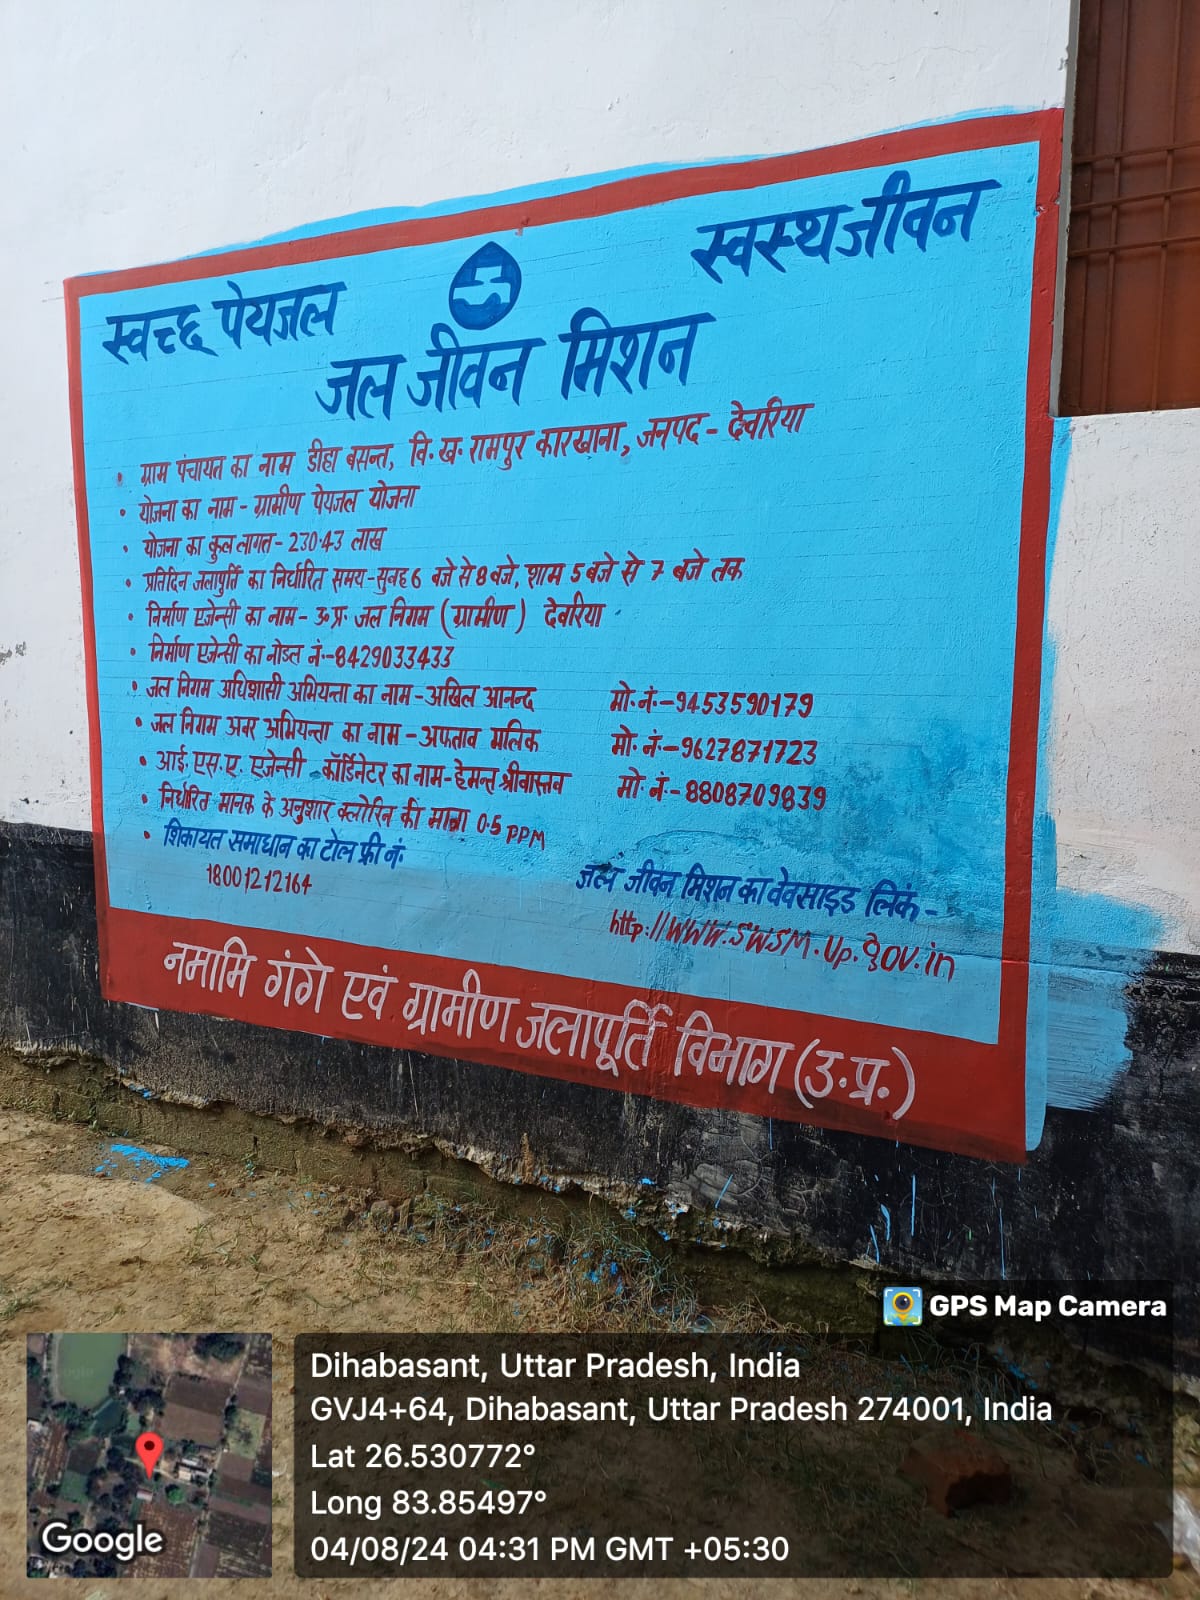 स्वच्छ पेयजल
स्वस्थ जीवन
जल जीवन मिशन
• ग्राम पंचायत का नाम डीहा बसन्त, वि.ख. रामपुर कारखाना, जनपद - देवरिया
• योजना का नाम - ग्रामीण पेयजल योजना
• योजना का कुल लागत - 230.43 लाख
• प्रतिदिन जलापूर्ति का निर्धारित समय - सुवह 6 बजे से 8 बजे, शाम 5 बजे से 7 बजे तक
• निर्माण एजेन्सी का नाम - उ.प्र. जल निगम (ग्रामीण) देवरिया
• निर्माण एजेन्सी का नोडल नं.- 8429033433
• जल निगम अधिशासी अभियन्ता का नाम - अखिल आनन्द मो.नं.- 9453590179
• जल निगम अवर अभियन्ता का नाम - अफताव मलिक मो. नं.- 9627871723
• आई.एस.ए. एजेन्सी कॉर्डिनेटर का नाम - हेमन्त श्रीवास्तव मो. नं.- 8808709839
• निर्धारित मानक के अनुशार क्लोरिन की मात्रा 0.5 PPM
• शिकायत समाधान का टोल फ्री नं.
18001212164
जल जीवन मिशन का वेवसाइड लिंक -
http://WWW.SWSM.Up.gov.in
नमामि गंगे एवं ग्रामीण जलापूर्ति विभाग (उ.प्र.)
GPS Map Camera
Dihabasant, Uttar Pradesh, India
GVJ4+64, Dihabasant, Uttar Pradesh 274001, India
Lat 26.530772°
Long 83.85497°
04/08/24 04:31 PM GMT +05:30
Google